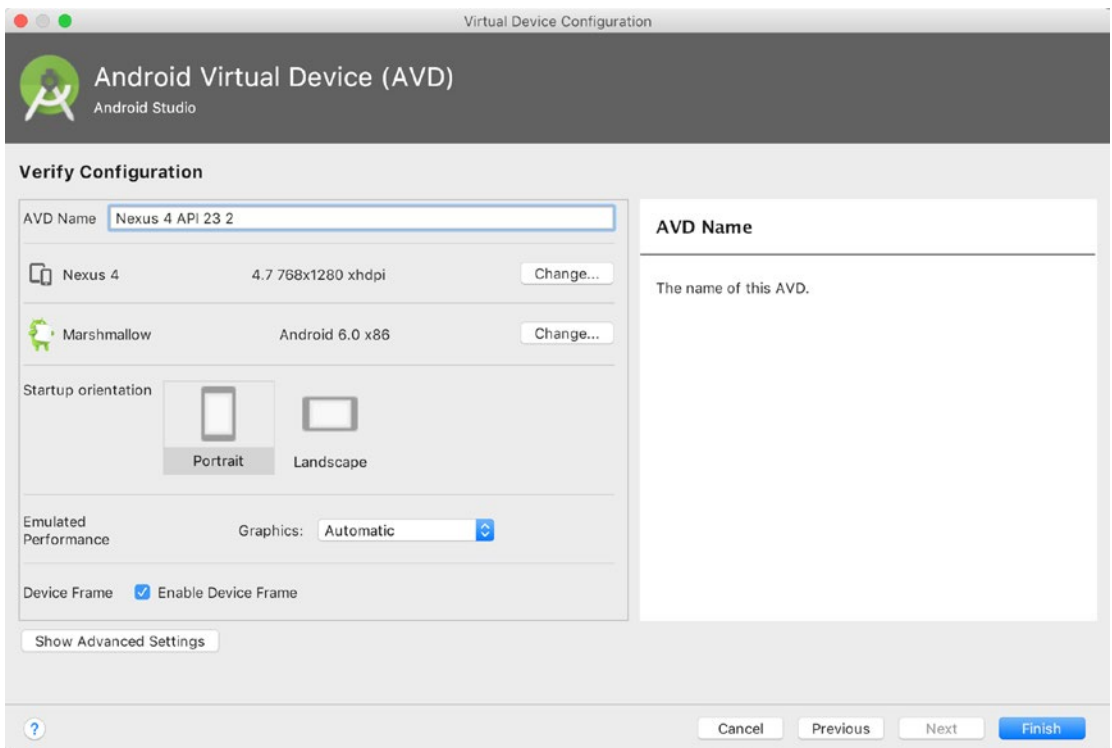 Virtual Device Configuration
Android Virtual Device (AVD)
Android Studio
Verify Configuration
AVD Name Nexus 4 API 23 2
Nexus 4 4.7 768x1280 xhdpi Change...
Marshmallow Android 6.0 x86 Change...
Startup orientation
Portrait Landscape
Emulated
Performance
Graphics: Automatic
Device Frame Enable Device Frame
Show Advanced Settings
AVD Name
The name of this AVD.
? Cancel Previous Next Finish